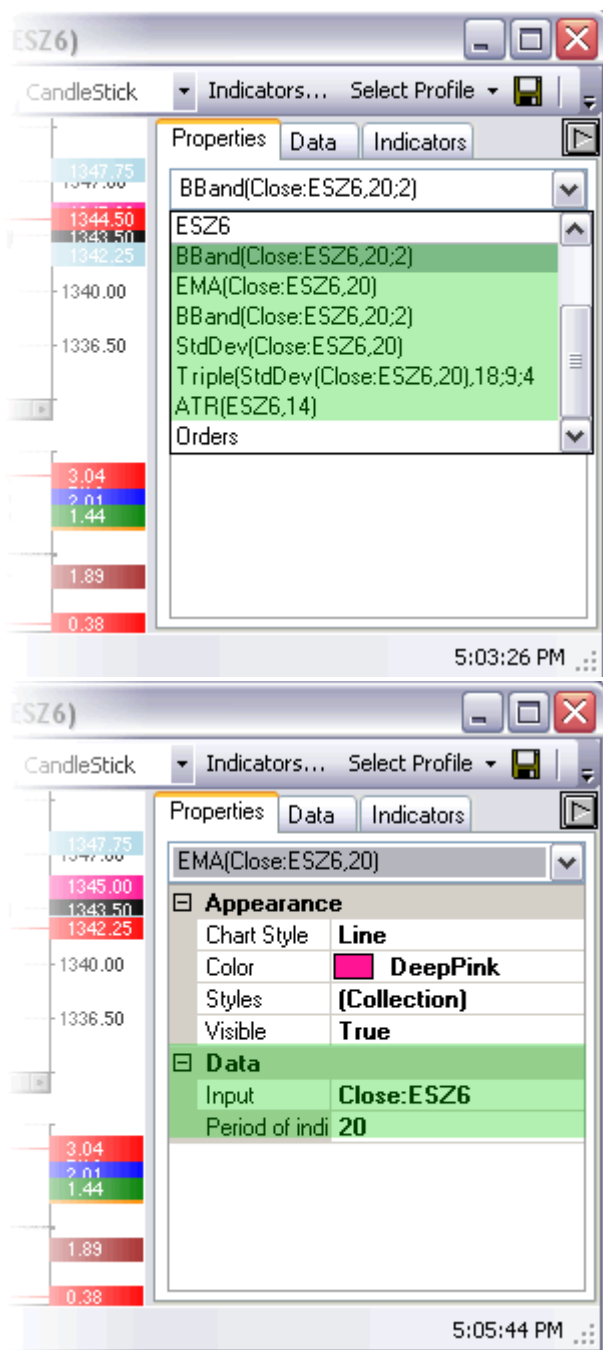 ESZ6)
CandleStick Indicators... Select Profile
Properties Data Indicators
1347.75
BBand(Close:ESZ6,20;2)
1344.50
ESZ6
1343.50
1342.25
BBand(Close:ESZ6,20;2)
1340.00
EMA(Close:ESZ6,20)
BBand(Close:ESZ6,20;2)
1336.50
StdDev(Close:ESZ6,20)
Triple(StdDev(Close:ESZ6,20),18;9;4
ATR(ESZ6,14)
Orders
3.04
2.01
1.44
1.89
0.38
5:03:26 PM
ESZ6)
CandleStick Indicators... Select Profile
Properties Data Indicators
1347.75
EMA(Close:ESZ6,20)
1345.00
Appearance
1343.50
1342.25
Chart Style Line
1340.00
Color DeepPink
Styles (Collection)
1336.50
Visible True
Data
Input Close:ESZ6
Period of indi 20
3.04
2.01
1.44
1.89
0.38
5:05:44 PM